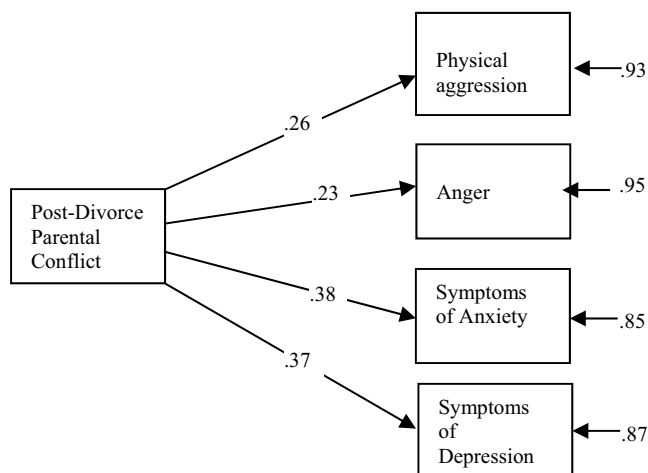 Physical
aggression
.93
.26
Anger
.95
.23
Post-Divorce
Parental
Conflict
.38
Symptoms
of Anxiety
.85
.37
Symptoms
of
Depression
.87